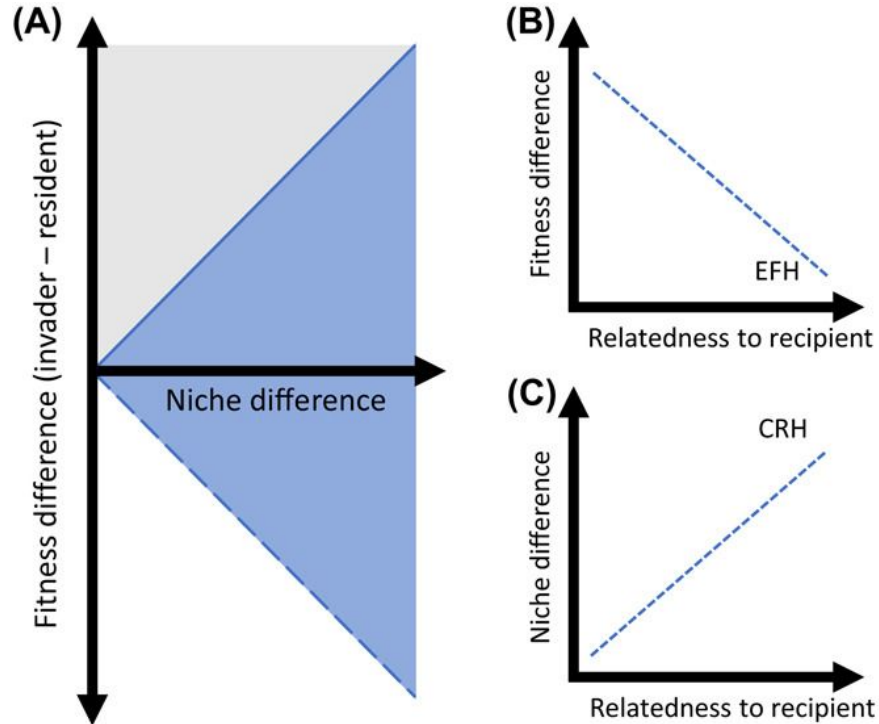 (A)
Fitness difference (invader – resident)
Niche difference
(B)
Fitness difference
EFH
Relatedness to recipient
(C)
Niche difference
CRH
Relatedness to recipient